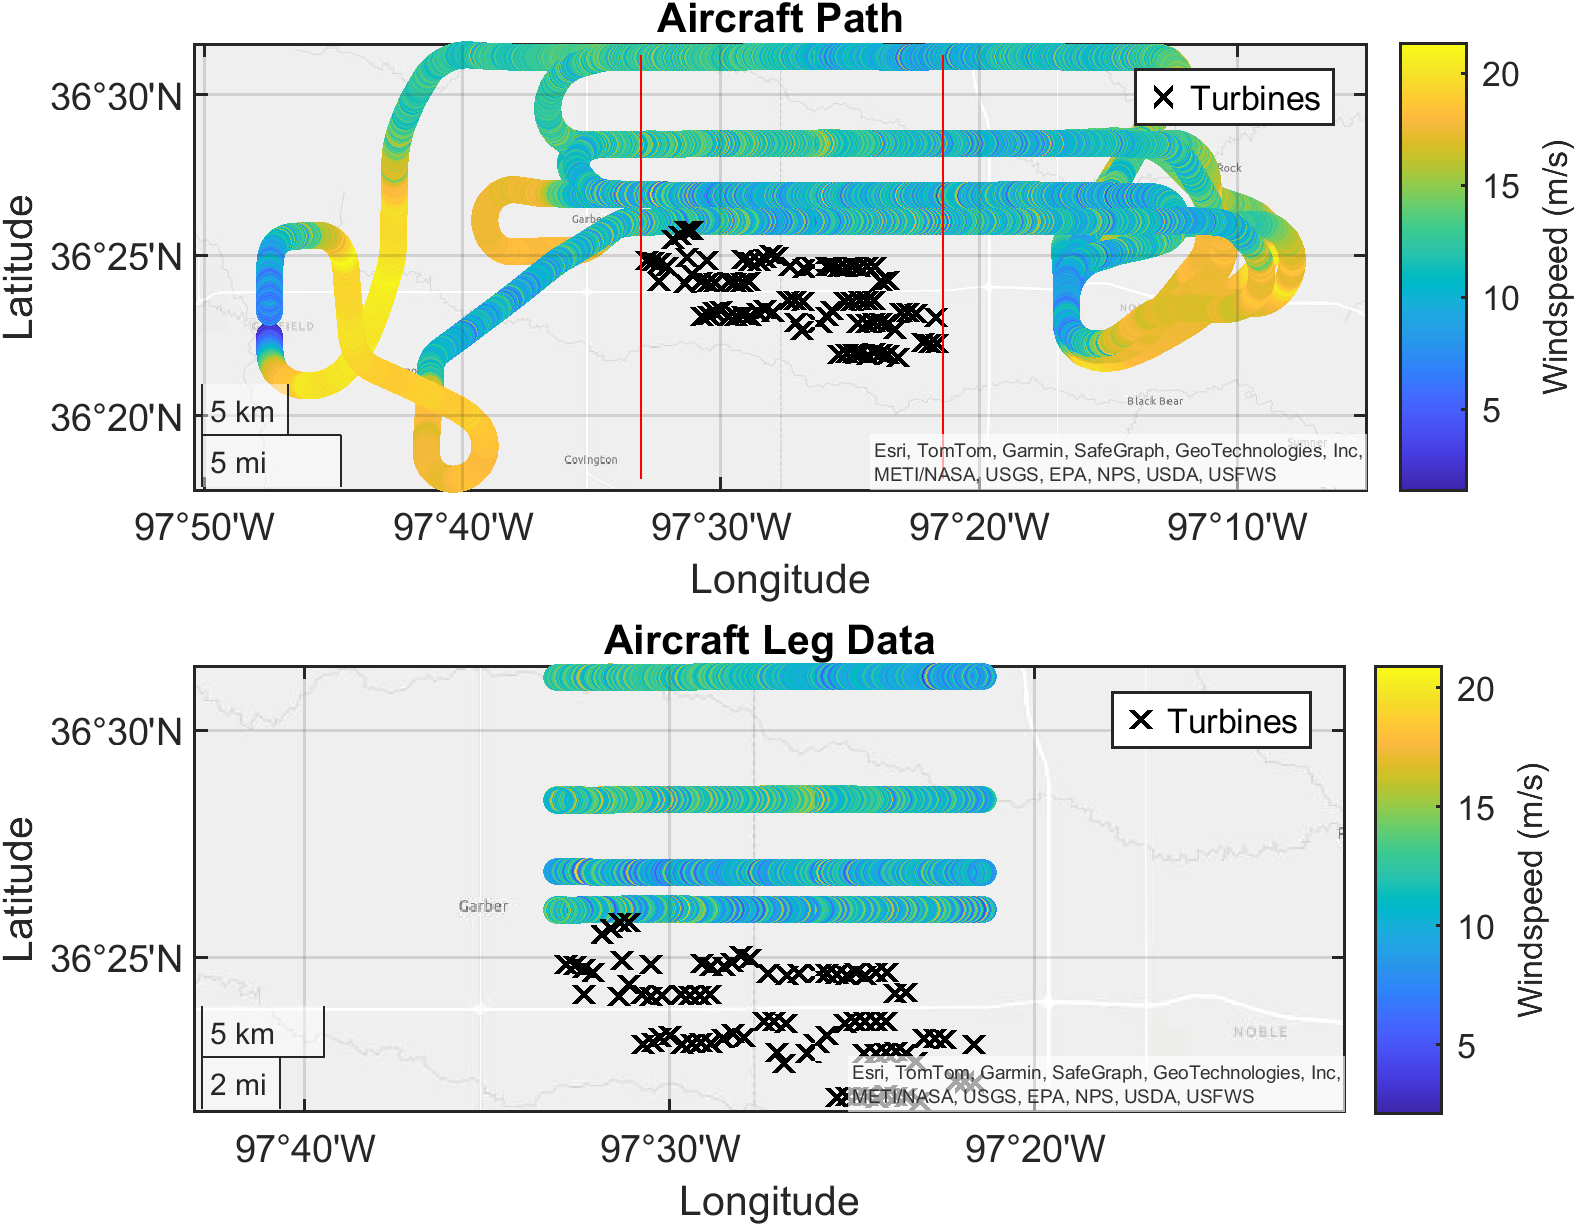 Aircraft Path
36°30'N
36°25'N
36°20'N
Latitude
Turbines
Rock
Garbe
FIELD
NO
Black Bear
Covington
Sumner
5 km
5 mi
Esri, TomTom, Garmin, SafeGraph, GeoTechnologies, Inc,
METI/NASA, USGS, EPA, NPS, USDA, USFWS
97°50'W 97°40'W 97°30'W 97°20'W 97°10'W
Longitude
20
15
10
5
Windspeed (m/s)
Aircraft Leg Data
36°30'N
36°25'N
Latitude
Turbines
Garber
NOBLE
5 km
2 mi
Esri, TomTom, Garmin, SafeGraph, GeoTechnologies, Inc,
METI/NASA, USGS, EPA, NPS, USDA, USFWS
97°40'W 97°30'W 97°20'W
Longitude
20
15
10
5
Windspeed (m/s)